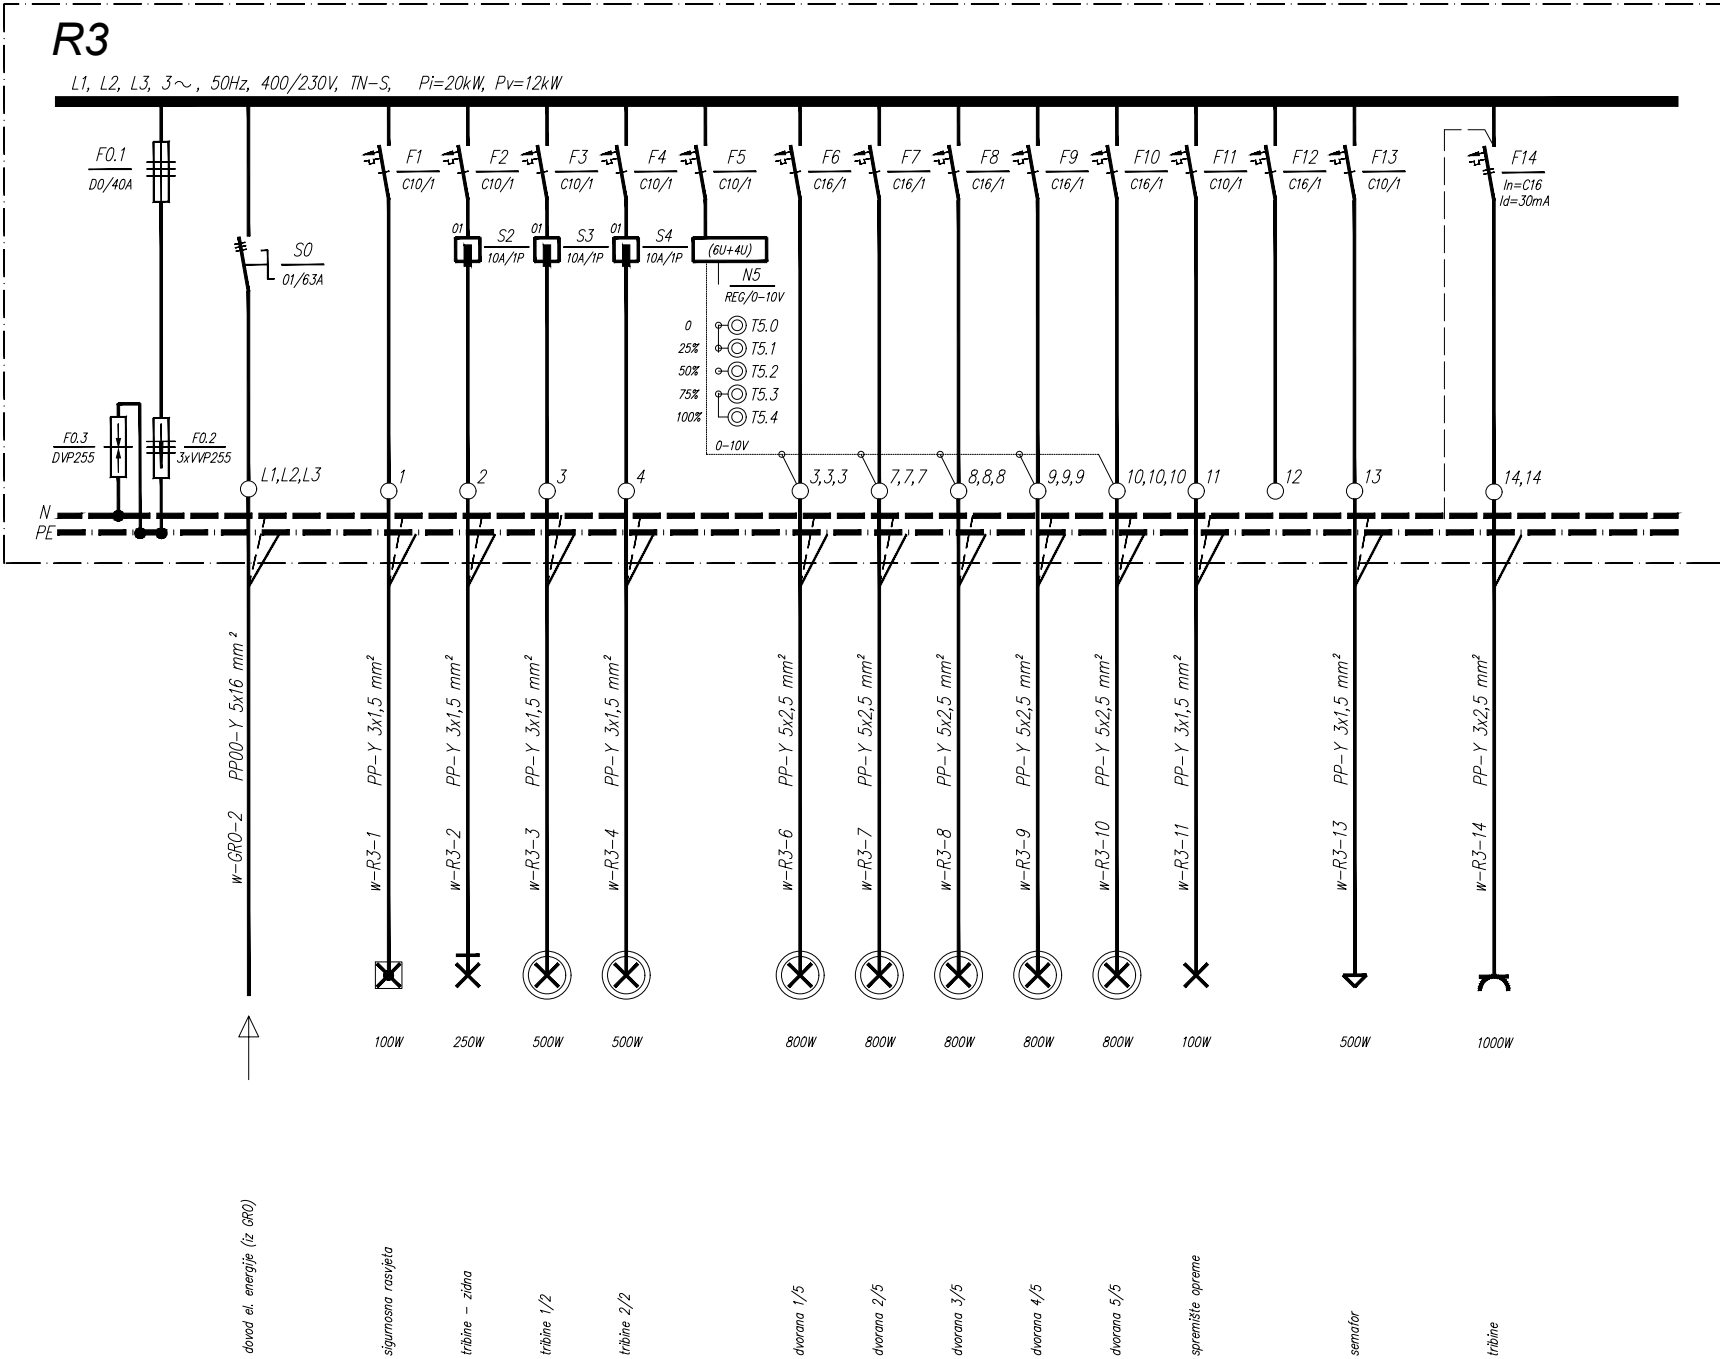 R3
L1, L2, L3, 3～, 50Hz, 400/230V, TN-S, Pi=20kW, Pv=12kW
F0.1
D0/40A
F1
C10/1
F2
C10/1
F3
C10/1
F4
C10/1
F5
C10/1
F6
C16/1
F7
C16/1
F8
C16/1
F9
C16/1
F10
C16/1
F11
C10/1
F12
C16/1
F13
C10/1
F14
In=C16
Id=30mA
S0
01/63A
01
S2
10A/1P
01
S3
10A/1P
01
S4
10A/1P
(6U+4U)
N5
REG/0-10V
0 T5.0
25% T5.1
50% T5.2
75% T5.3
100% T5.4
0-10V
F0.3
DVP255
F0.2
3xVVP255
L1,L2,L3
1
2
3
4
3,3,3
7,7,7
8,8,8
9,9,9
10,10,10
11
12
13
14,14
N
PE
w-GRO-2 PP00-Y 5x16 mm²
w-R3-1 PP-Y 3x1,5 mm²
w-R3-2 PP-Y 3x1,5 mm²
w-R3-3 PP-Y 3x1,5 mm²
w-R3-4 PP-Y 3x1,5 mm²
w-R3-6 PP-Y 5x2,5 mm²
w-R3-7 PP-Y 5x2,5 mm²
w-R3-8 PP-Y 5x2,5 mm²
w-R3-9 PP-Y 5x2,5 mm²
w-R3-10 PP-Y 5x2,5 mm²
w-R3-11 PP-Y 3x1,5 mm²
w-R3-13 PP-Y 3x1,5 mm²
w-R3-14 PP-Y 3x2,5 mm²
100W
250W
500W
500W
800W
800W
800W
800W
800W
100W
500W
1000W
dovod el. energije (iz GRO)
sigurnosna rasvjeta
tribine - zidna
tribine 1/2
tribine 2/2
dvorana 1/5
dvorana 2/5
dvorana 3/5
dvorana 4/5
dvorana 5/5
spremište opreme
semafor
tribine